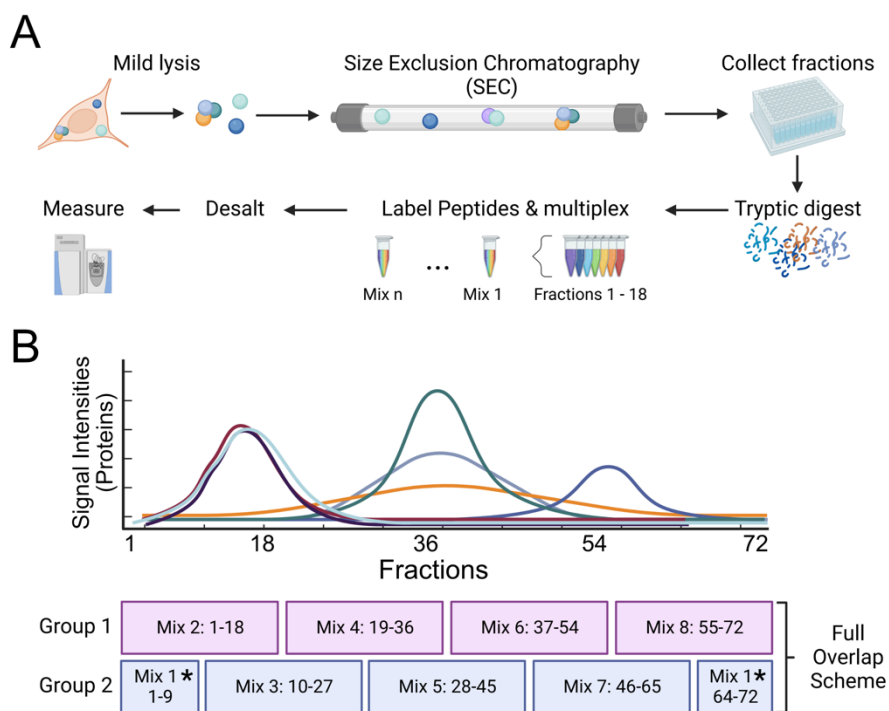 A
Mild lysis
Size Exclusion Chromatography
(SEC)
Collect fractions
Measure
Desalt
Label Peptides & multiplex
Tryptic digest
Mix n
...
Mix 1
Fractions 1 - 18
B
Signal Intensities
(Proteins)
1
18
36
54
72
Fractions
Group 1
Mix 2: 1-18
Mix 4: 19-36
Mix 6: 37-54
Mix 8: 55-72
Group 2
Mix 1 *
1-9
Mix 3: 10-27
Mix 5: 28-45
Mix 7: 46-65
Mix 1*
64-72
Full
Overlap
Scheme